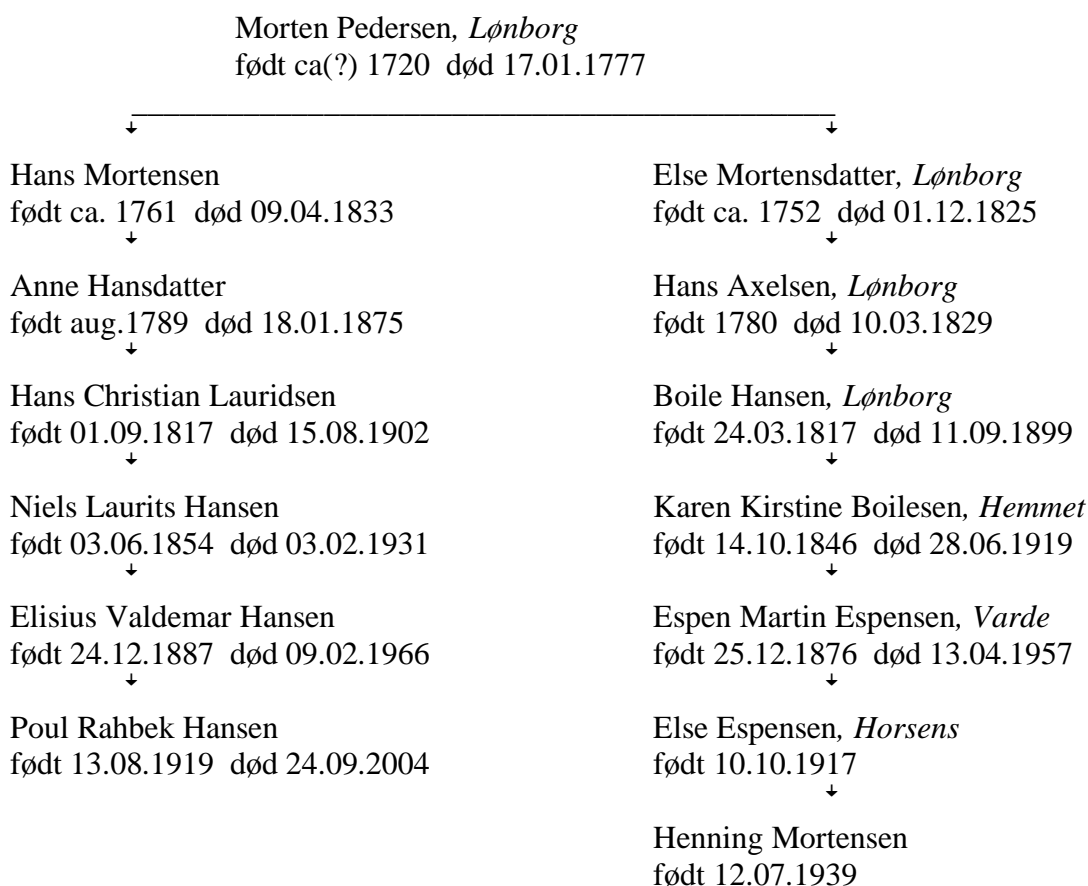 Morten Pedersen, Lønborg
født ca(?) 1720 død 17.01.1777
Hans Mortensen
født ca. 1761 død 09.04.1833
Anne Hansdatter
født aug.1789 død 18.01.1875
Hans Christian Lauridsen
født 01.09.1817 død 15.08.1902
Niels Laurits Hansen
født 03.06.1854 død 03.02.1931
Elisius Valdemar Hansen
født 24.12.1887 død 09.02.1966
Poul Rahbek Hansen
født 13.08.1919 død 24.09.2004
Else Mortensdatter, Lønborg
født ca. 1752 død 01.12.1825
Hans Axelsen, Lønborg
født 1780 død 10.03.1829
Boile Hansen, Lønborg
født 24.03.1817 død 11.09.1899
Karen Kirstine Boilesen, Hemmet
født 14.10.1846 død 28.06.1919
Espen Martin Espensen, Varde
født 25.12.1876 død 13.04.1957
Else Espensen, Horsens
født 10.10.1917
Henning Mortensen
født 12.07.1939